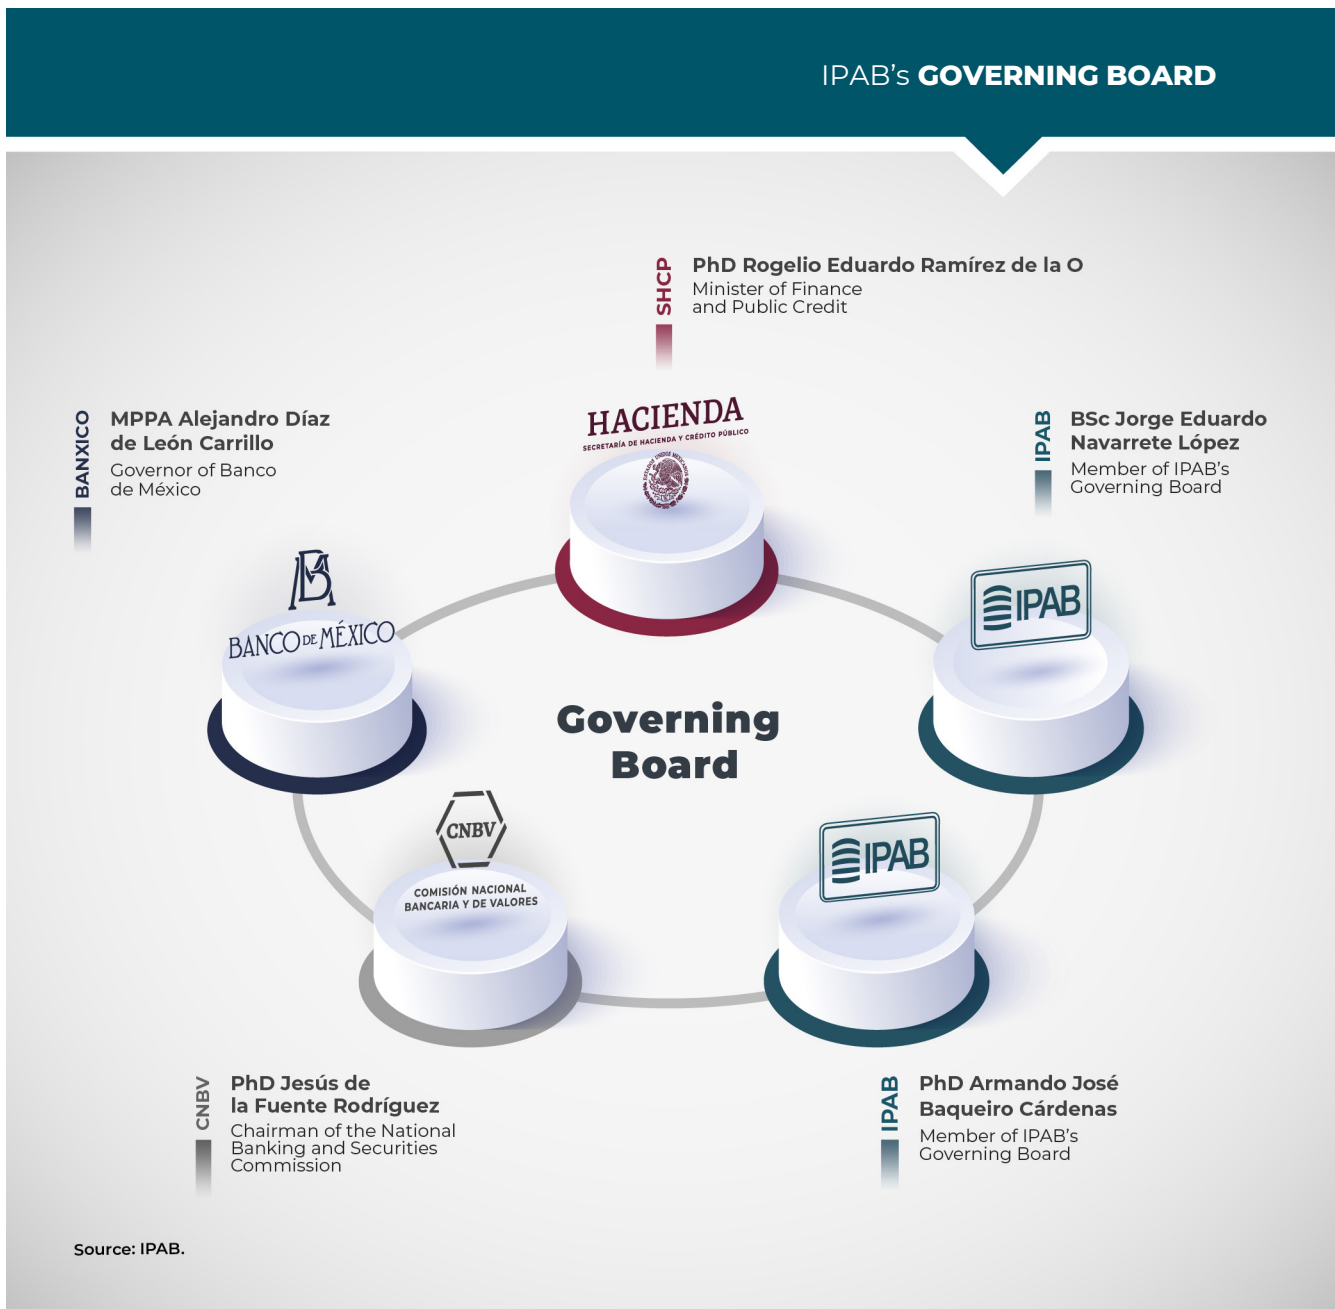 IPAB’s GOVERNING BOARD
SHCP
PhD Rogelio Eduardo Ramírez de la O
Minister of Finance
and Public Credit
BANXICO
MPPA Alejandro Díaz
de León Carrillo
Governor of Banco
de México
IPAB
BSc Jorge Eduardo
Navarrete López
Member of IPAB’s
Governing Board
HACIENDA
SECRETARÍA DE HACIENDA Y CRÉDITO PÚBLICO
ESTADOS UNIDOS MEXICANOS
BM
BANCO DE MÉXICO
IPAB
Governing
Board
CNBV
COMISIÓN NACIONAL
BANCARIA Y DE VALORES
IPAB
CNBV
PhD Jesús de
la Fuente Rodríguez
Chairman of the National
Banking and Securities
Commission
IPAB
PhD Armando José
Baqueiro Cárdenas
Member of IPAB’s
Governing Board
Source: IPAB.